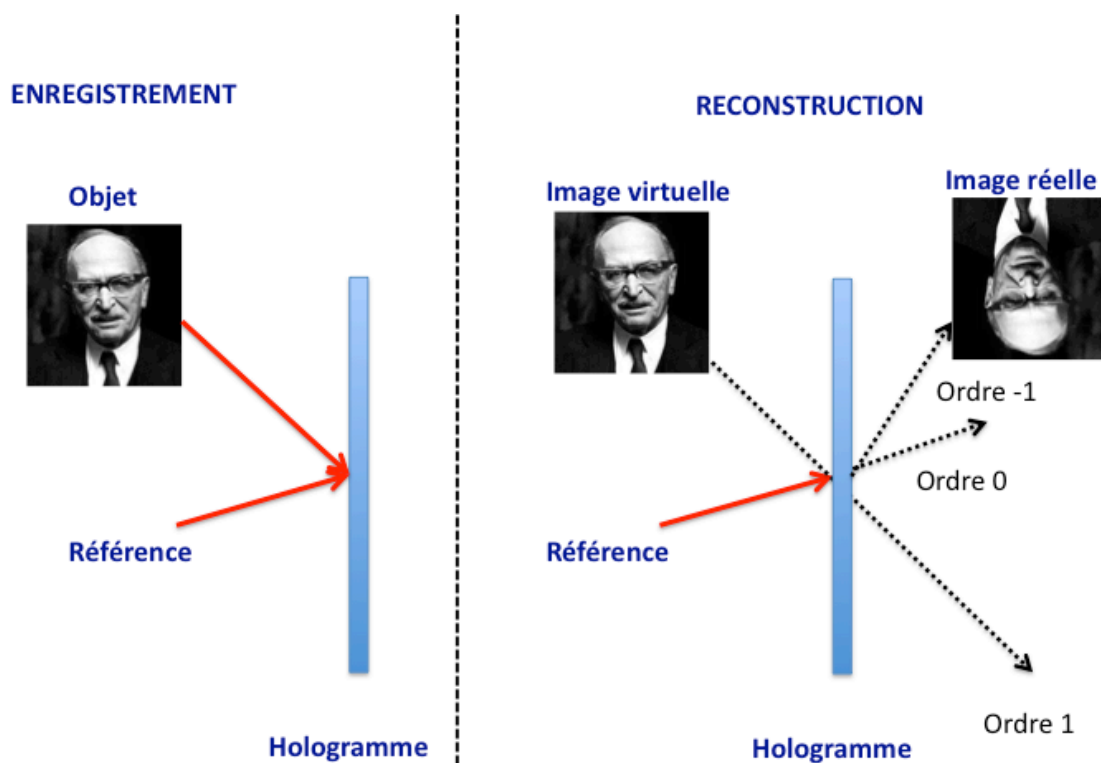 ENREGISTREMENT
Objet
Référence
Hologramme
RECONSTRUCTION
Image virtuelle
Image réelle
Ordre -1
Ordre 0
Référence
Ordre 1
Hologramme